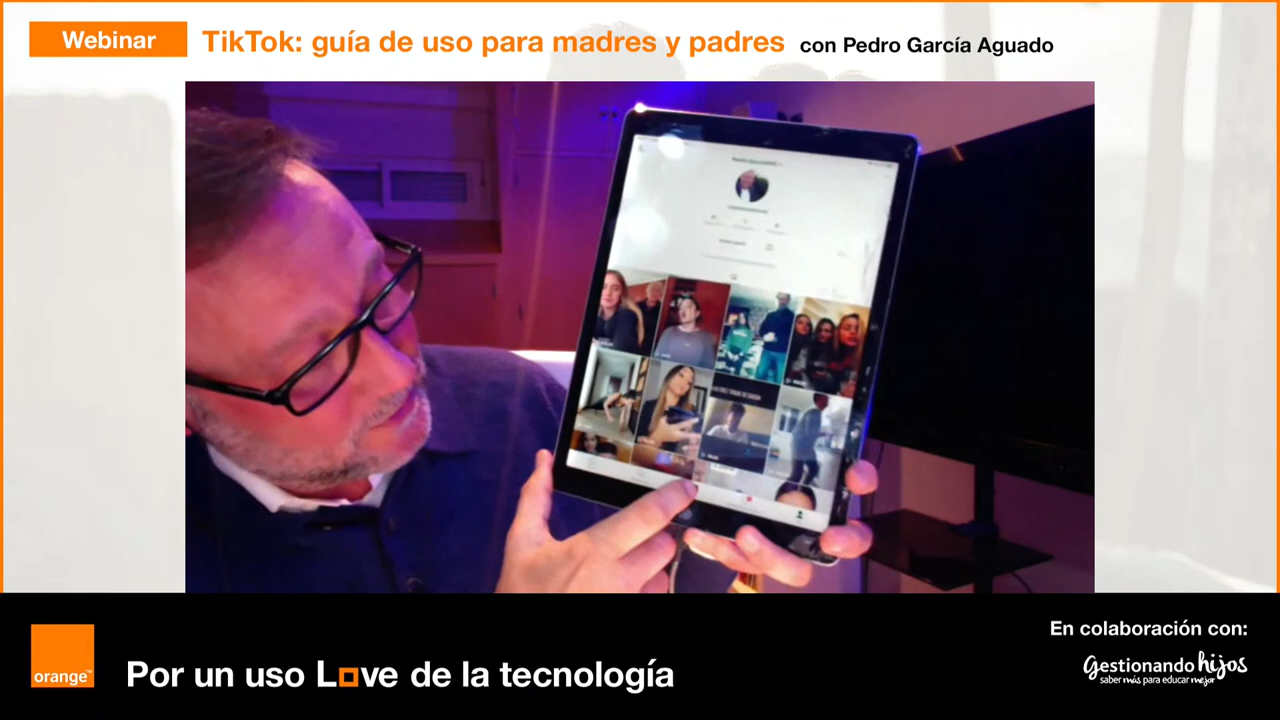 Webinar
TikTok: guía de uso para madres y padres con Pedro García Aguado
orange™
Por un uso Love de la tecnología
En colaboración con:
Gestionando hijos
saber más para educar mejor